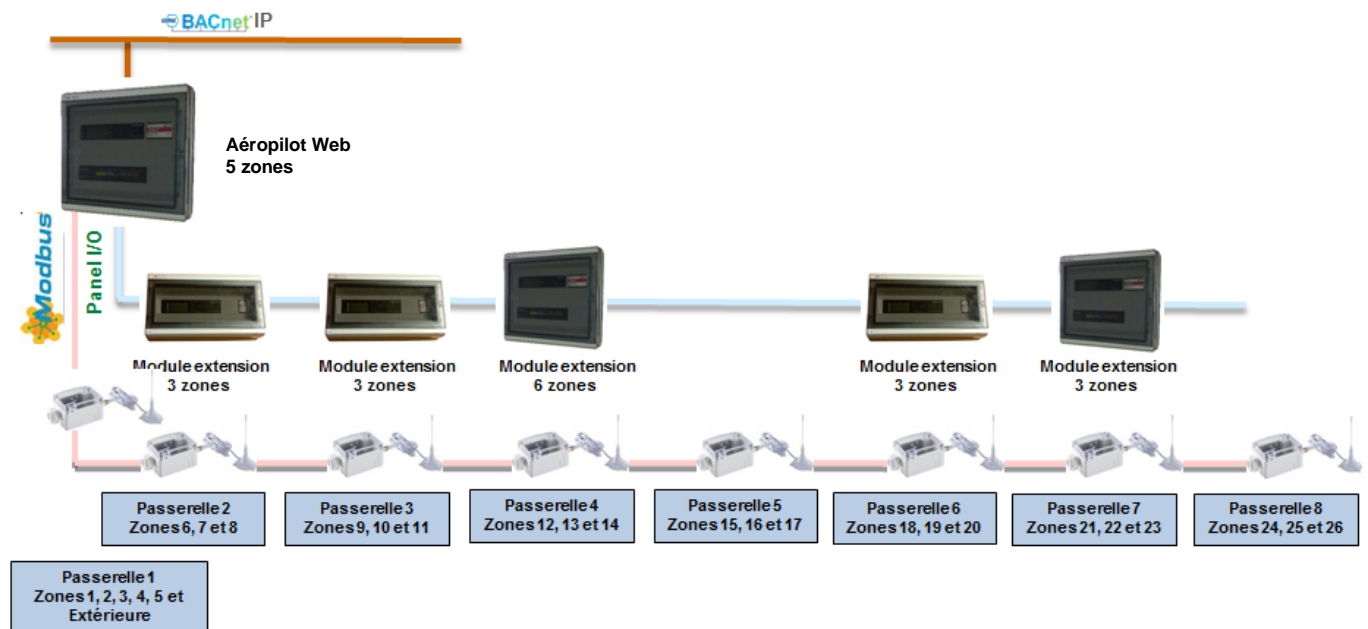 BACnet IP
Aéropilot Web
5 zones
Modbus
Panel I/O
Module extension
3 zones
Module extension
3 zones
Module extension
6 zones
Module extension
3 zones
Module extension
3 zones
Passerelle 2
Zones 6, 7 et 8
Passerelle 3
Zones 9, 10 et 11
Passerelle 4
Zones 12, 13 et 14
Passerelle 5
Zones 15, 16 et 17
Passerelle 6
Zones 18, 19 et 20
Passerelle 7
Zones 21, 22 et 23
Passerelle 8
Zones 24, 25 et 26
Passerelle 1
Zones 1, 2, 3, 4, 5 et
Extérieure